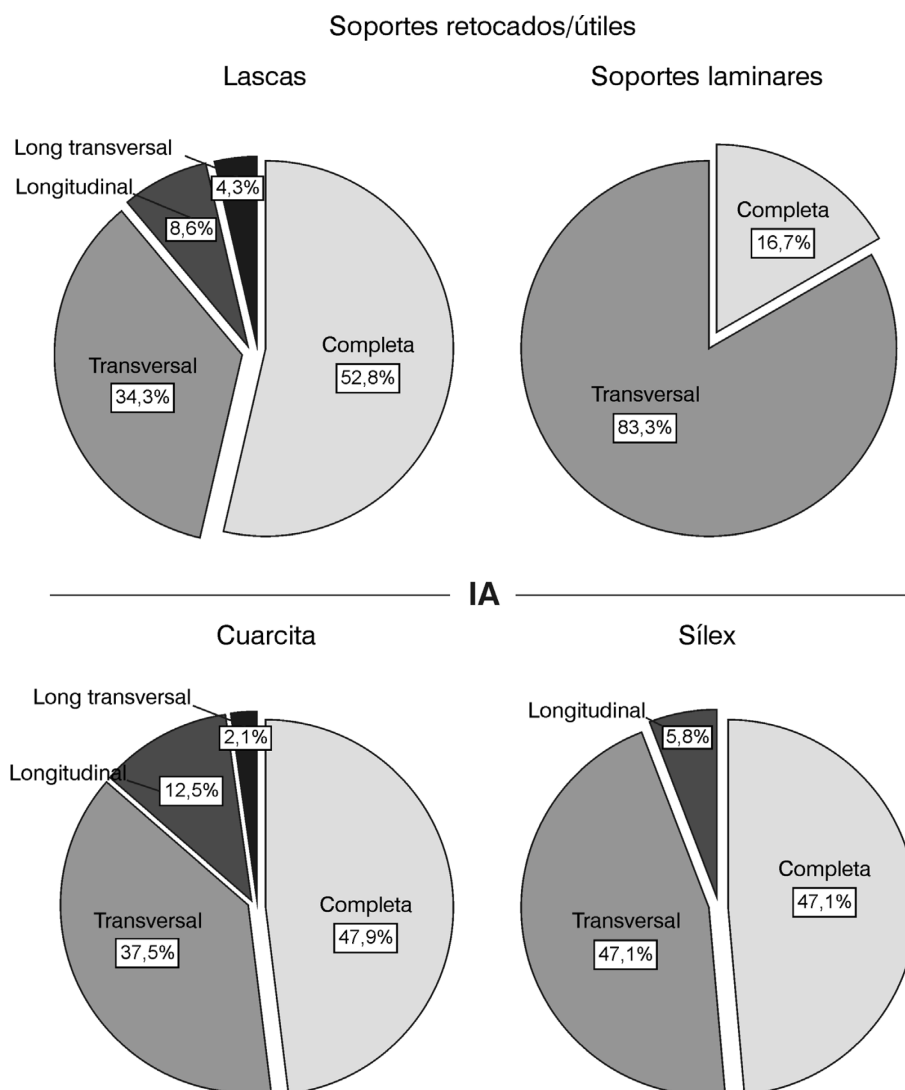 Soportes retocados/útiles
Lascas
Soportes laminares
Long transversal
4,3%
Longitudinal
8,6%
Completa
52,8%
Transversal
34,3%
Completa
16,7%
Transversal
83,3%
IA
Cuarcita
Sílex
Long transversal
2,1%
Longitudinal
12,5%
Completa
47,9%
Transversal
37,5%
Longitudinal
5,8%
Completa
47,1%
Transversal
47,1%